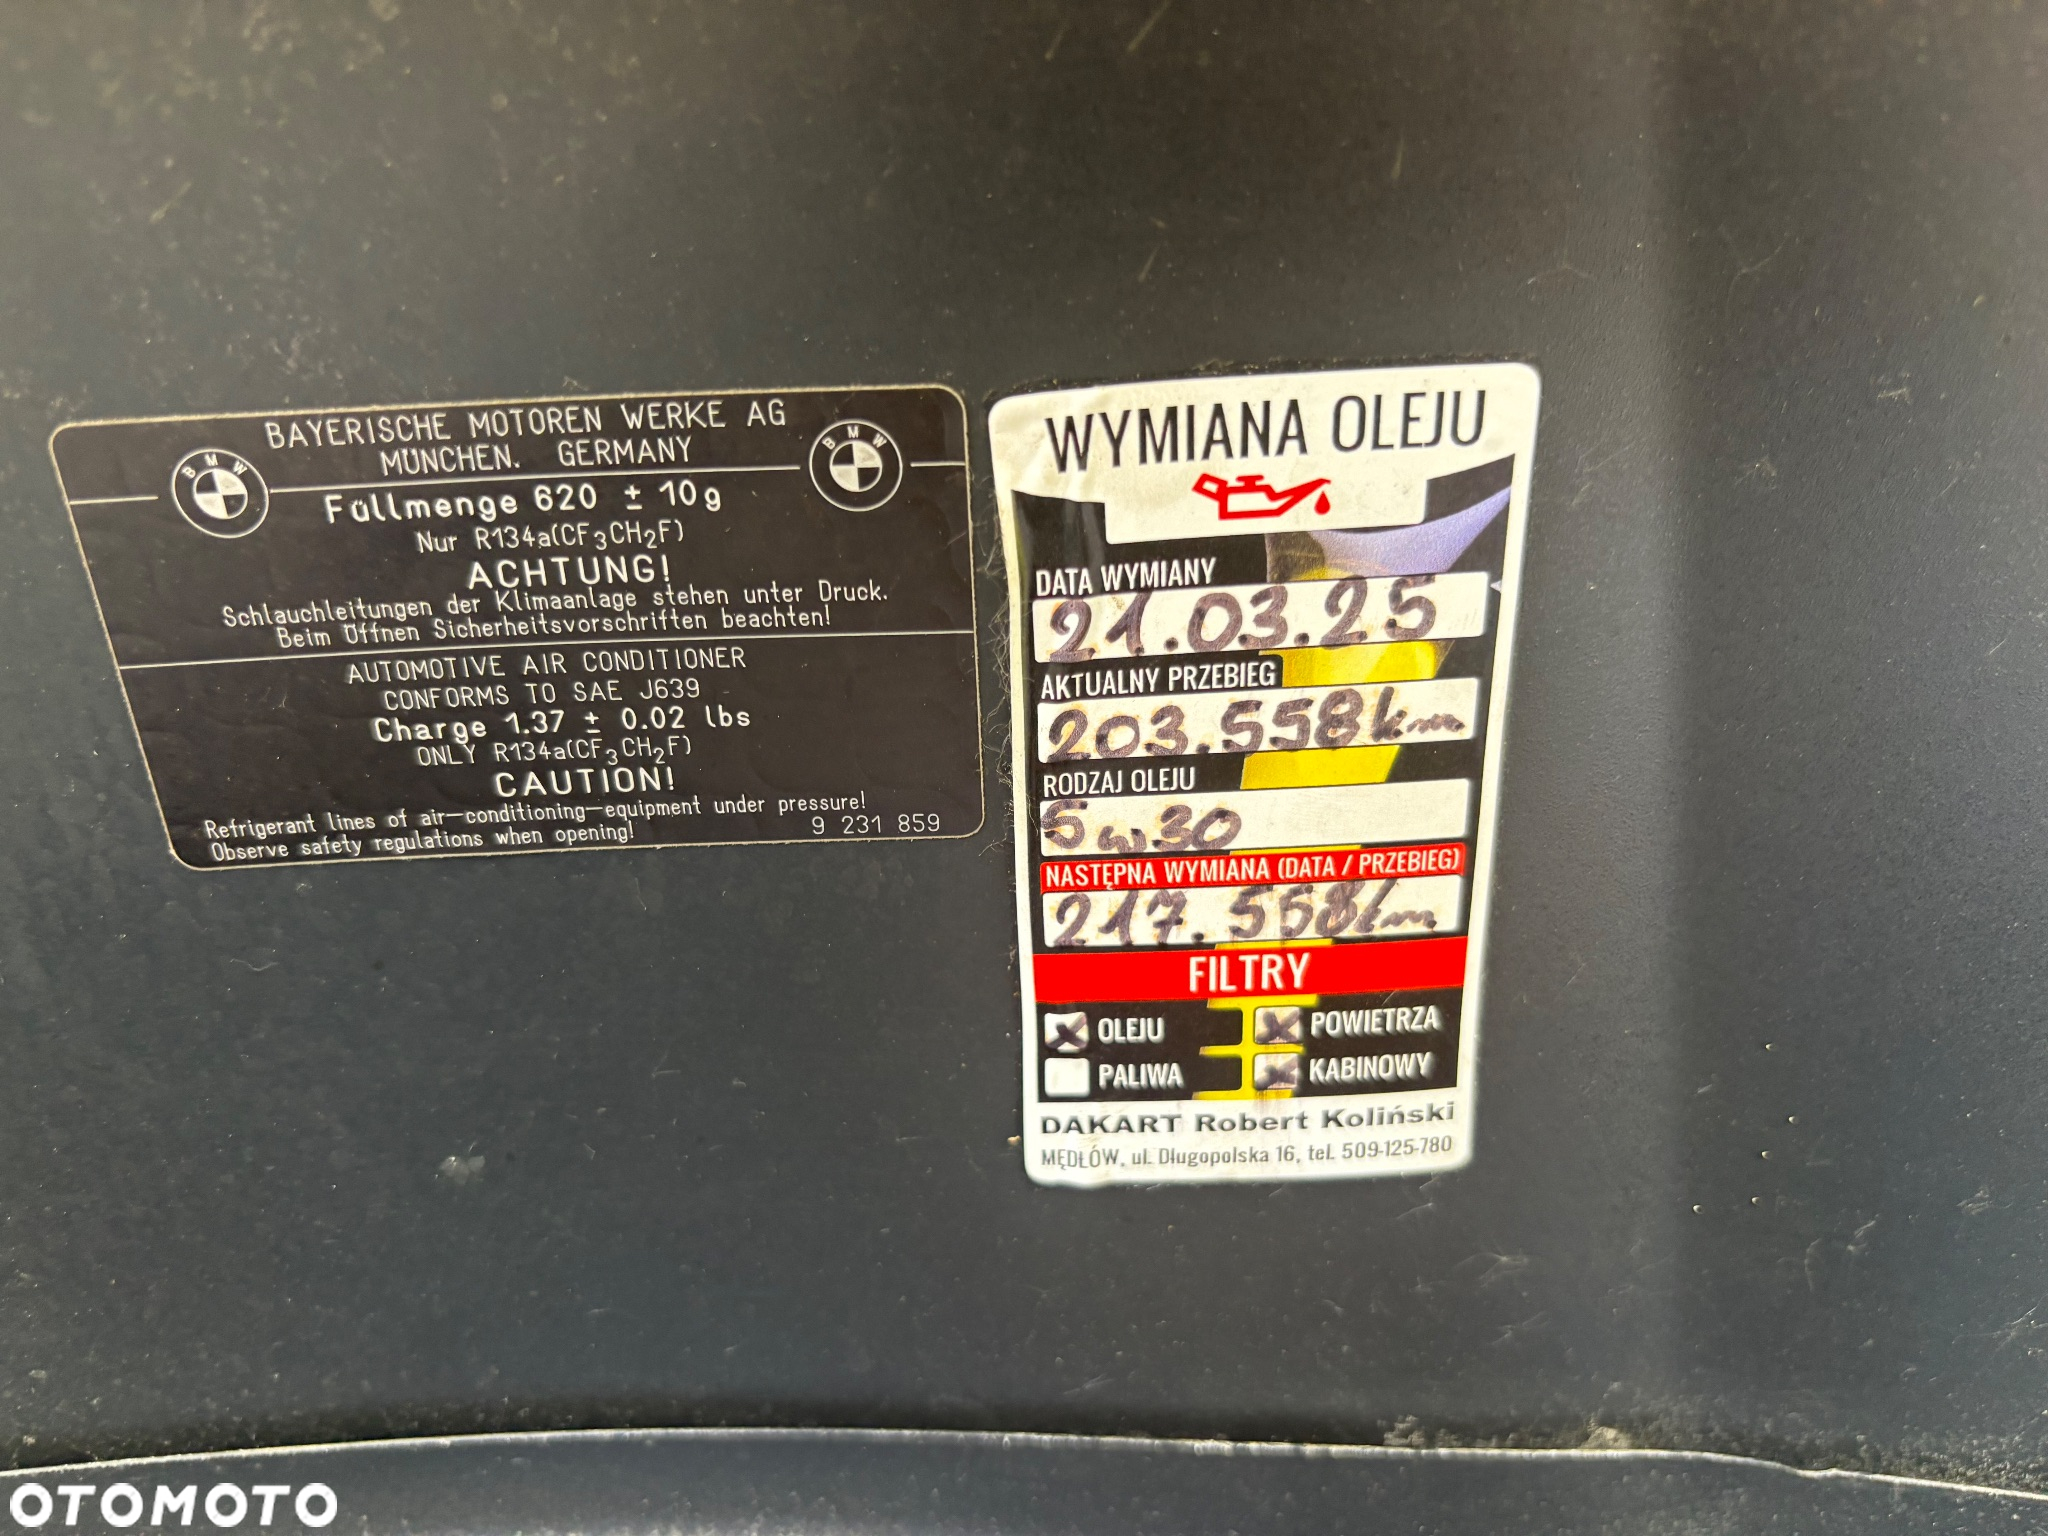 BAYERISCHE MOTOREN WERKE AG
MÜNCHEN. GERMANY
BMW
BMW
Füllmenge 620 ± 10g
Nur R134a(CF3CH2F)
ACHTUNG!
Schlauchleitungen der Klimaanlage stehen unter Druck.
Beim Öffnen Sicherheitsvorschriften beachten!
AUTOMOTIVE AIR CONDITIONER
CONFORMS TO SAE J639
Charge 1.37 ± 0.02 lbs
ONLY R134a(CF3CH2F)
CAUTION!
Refrigerant lines of air-conditioning-equipment under pressure!
Observe safety regulations when opening!
9 231 859
WYMIANA OLEJU
DATA WYMIANY
21.03.25
AKTUALNY PRZEBIEG
203.558km
RODZAJ OLEJU
5w30
NASTĘPNA WYMIANA (DATA / PRZEBIEG)
217.558km
FILTRY
OLEJU
POWIETRZA
PALIWA
KABINOWY
DAKART Robert Koliński
MĘDŁÓW, ul. Długopolska 16, tel. 509-125-780
OTOMOTO